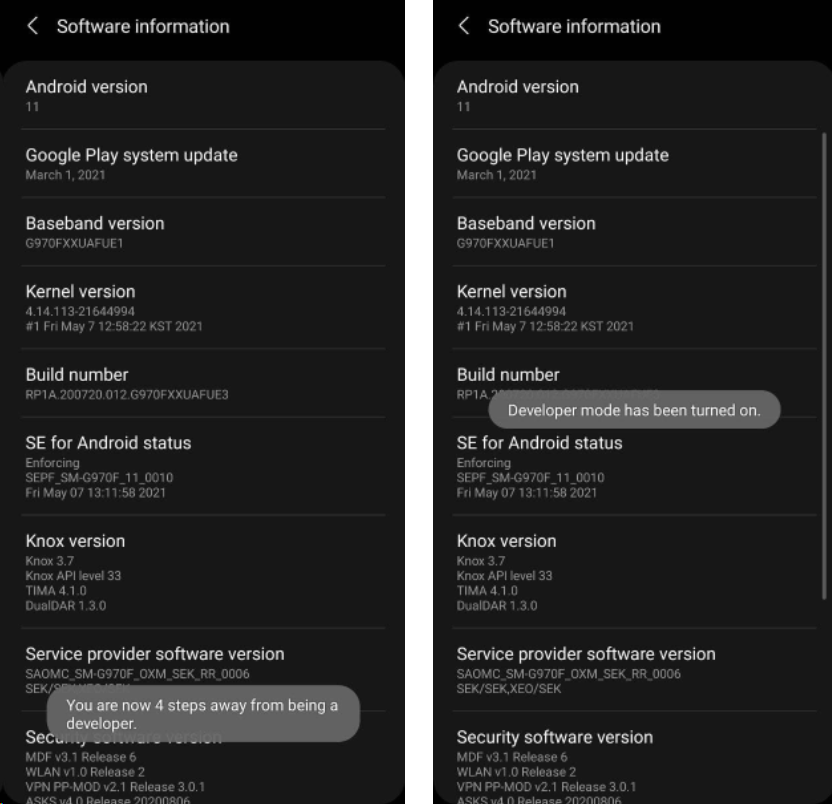 Software information
Android version
11
Google Play system update
March 1, 2021
Baseband version
G970FXXUAFUE1
Kernel version
4.14.113-21644994
#1 Fri May 7 12:58:22 KST 2021
Build number
RP1A.200720.012.G970FXXUAFUE3
SE for Android status
Enforcing
SEPF_SM-G970F_11_0010
Fri May 07 13:11:58 2021
Knox version
Knox 3.7
Knox API level 33
TIMA 4.1.0
DualDAR 1.3.0
Service provider software version
SAOMC_SM-G970F_OXM_SEK_RR_0006
SEK/SEK,XEO/SEK
You are now 4 steps away from being a
developer.
Security software version
MDF v3.1 Release 6
WLAN v1.0 Release 2
VPN PP-MOD v2.1 Release 3.0.1
ASKS v4.0 Release 20200806
Software information
Android version
11
Google Play system update
March 1, 2021
Baseband version
G970FXXUAFUE1
Kernel version
4.14.113-21644994
#1 Fri May 7 12:58:22 KST 2021
Build number
RP1A.2
Developer mode has been turned on.
SE for Android status
Enforcing
SEPF_SM-G970F_11_0010
Fri May 07 13:11:58 2021
Knox version
Knox 3.7
Knox API level 33
TIMA 4.1.0
DualDAR 1.3.0
Service provider software version
SAOMC_SM-G970F_OXM_SEK_RR_0006
SEK/SEK,XEO/SEK
Security software version
MDF v3.1 Release 6
WLAN v1.0 Release 2
VPN PP-MOD v2.1 Release 3.0.1
ASKS v4.0 Release 20200806